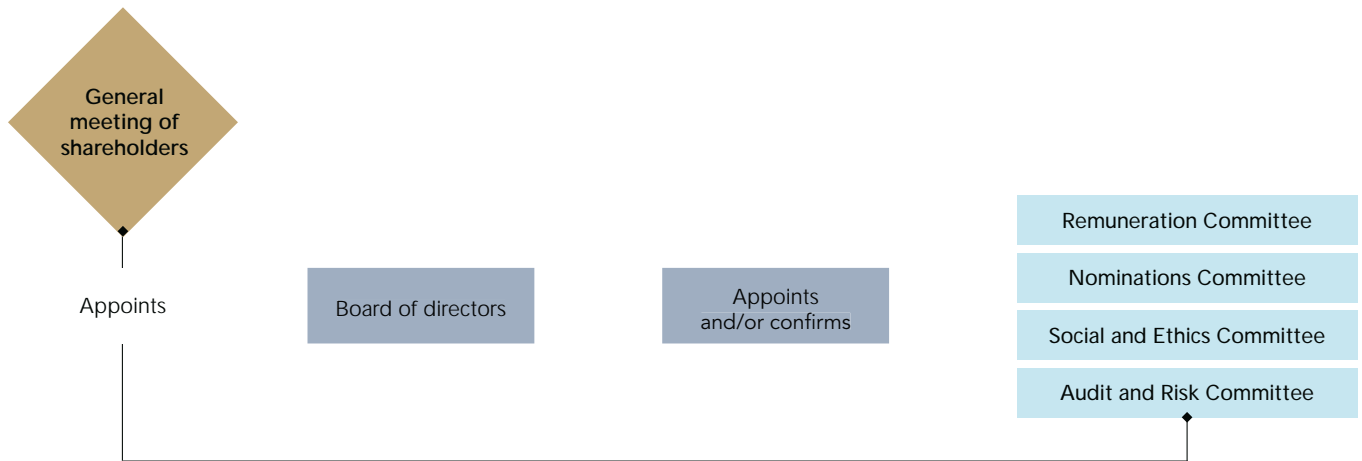 General
meeting of
shareholders
Appoints
Board of directors
Appoints
and/or confirms
Remuneration Committee
Nominations Committee
Social and Ethics Committee
Audit and Risk Committee